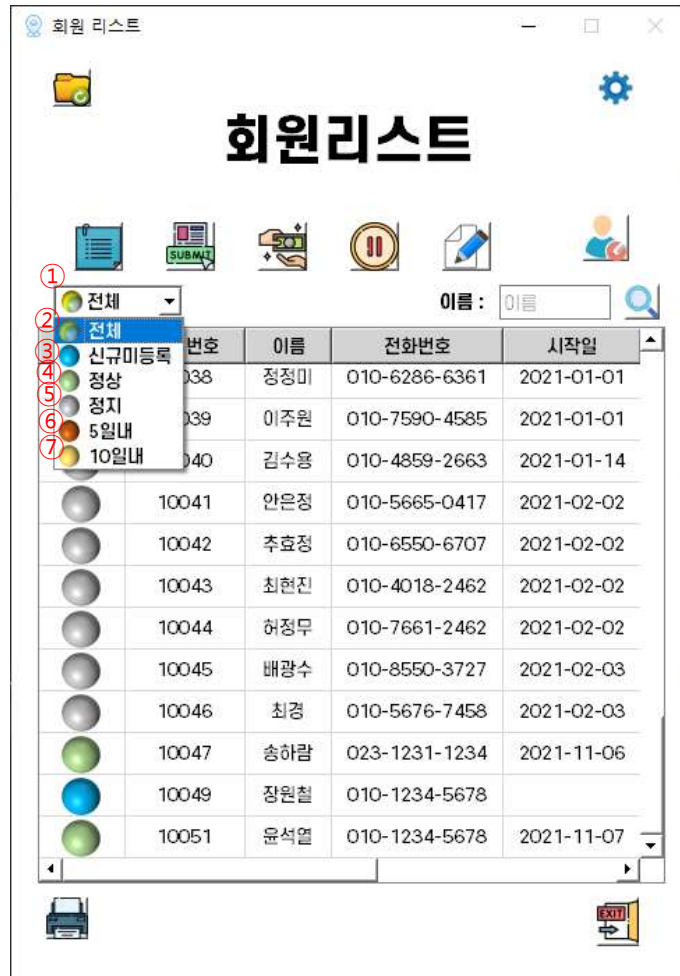 회원 리스트
회원리스트
SUBMIT
①
전체
이름 :
이름
② 전체
③ 신규미등록
④ 정상
⑤ 정지
⑥ 5일내
⑦ 10일내
번호 이름 전화번호 시작일
038 정정미 010-6286-6361 2021-01-01
039 이주원 010-7590-4585 2021-01-01
040 김수용 010-4859-2663 2021-01-14
10041 안은정 010-5665-0417 2021-02-02
10042 추효정 010-6550-6707 2021-02-02
10043 최현진 010-4018-2462 2021-02-02
10044 허정무 010-7661-2462 2021-02-02
10045 배광수 010-8550-3727 2021-02-03
10046 최경 010-5676-7458 2021-02-03
10047 송하람 023-1231-1234 2021-11-06
10049 장원철 010-1234-5678
10051 윤석열 010-1234-5678 2021-11-07
EXIT